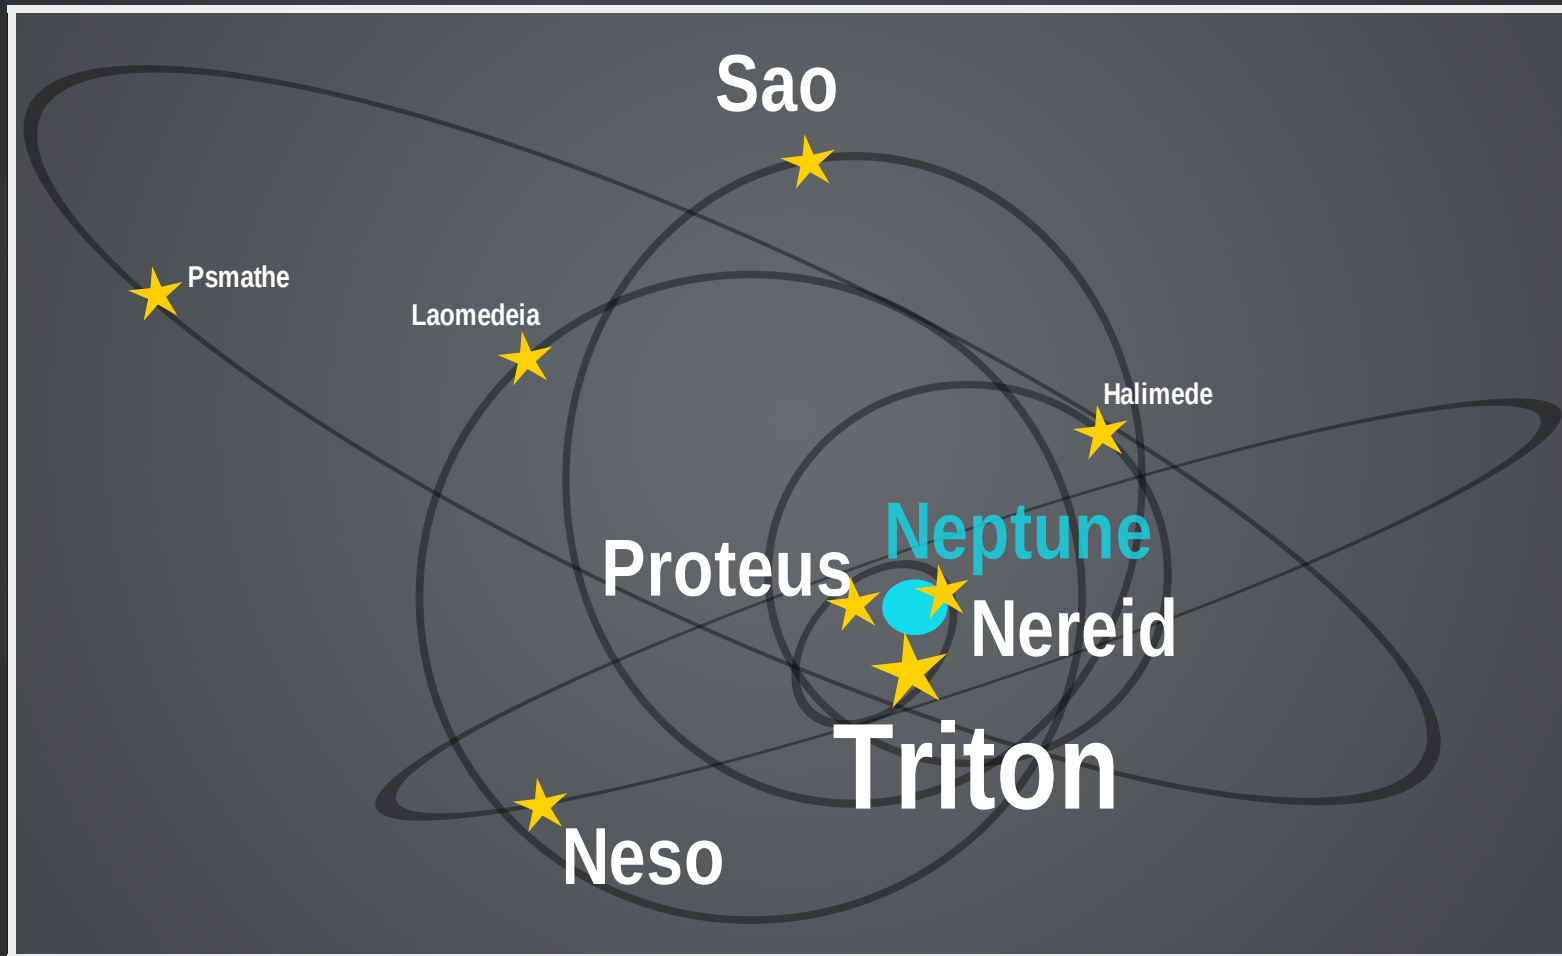 Sao
Psmathe
Laomedeia
Halimede
Neptune
Proteus
Nereid
Triton
Neso